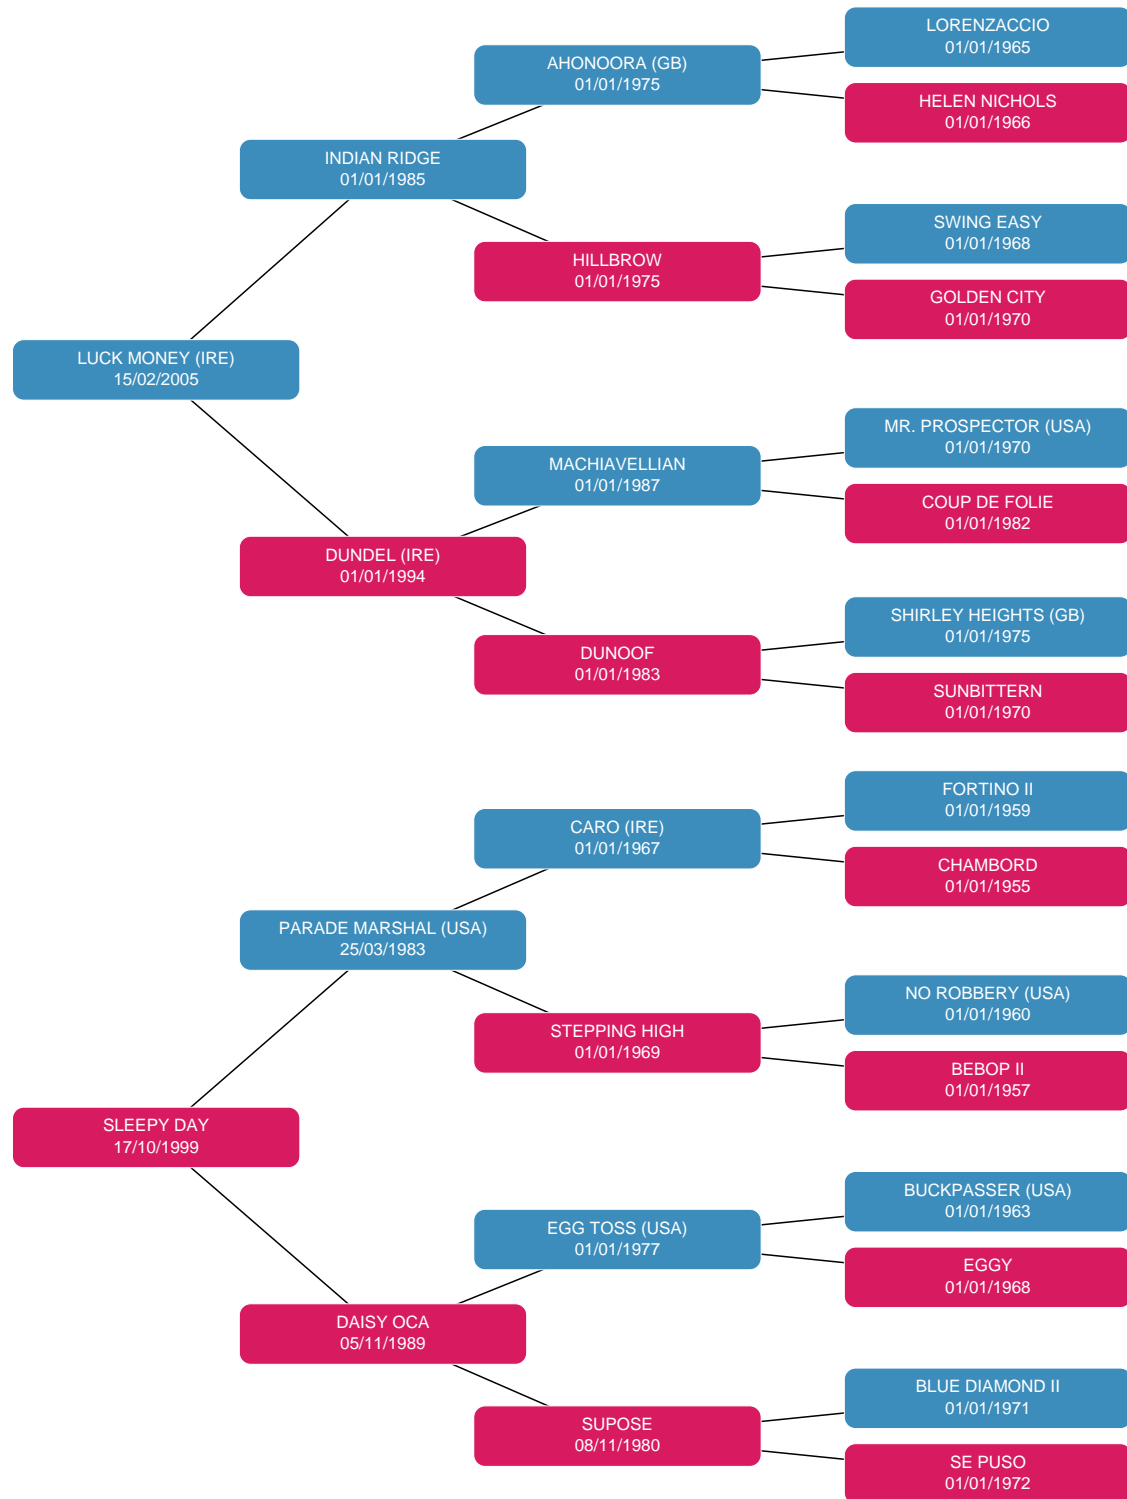 LORENZACCIO
01/01/1965
AHONOORA (GB)
01/01/1975
HELEN NICHOLS
01/01/1966
INDIAN RIDGE
01/01/1985
SWING EASY
01/01/1968
HILLBROW
01/01/1975
GOLDEN CITY
01/01/1970
LUCK MONEY (IRE)
15/02/2005
MR. PROSPECTOR (USA)
01/01/1970
MACHIAVELLIAN
01/01/1987
COUP DE FOLIE
01/01/1982
DUNDEL (IRE)
01/01/1994
SHIRLEY HEIGHTS (GB)
01/01/1975
DUNOOF
01/01/1983
SUNBITTERN
01/01/1970
FORTINO II
01/01/1959
CARO (IRE)
01/01/1967
CHAMBORD
01/01/1955
PARADE MARSHAL (USA)
25/03/1983
NO ROBBERY (USA)
01/01/1960
STEPPING HIGH
01/01/1969
BEBOP II
01/01/1957
SLEEPY DAY
17/10/1999
BUCKPASSER (USA)
01/01/1963
EGG TOSS (USA)
01/01/1977
EGGY
01/01/1968
DAISY OCA
05/11/1989
BLUE DIAMOND II
01/01/1971
SUPOSE
08/11/1980
SE PUSO
01/01/1972